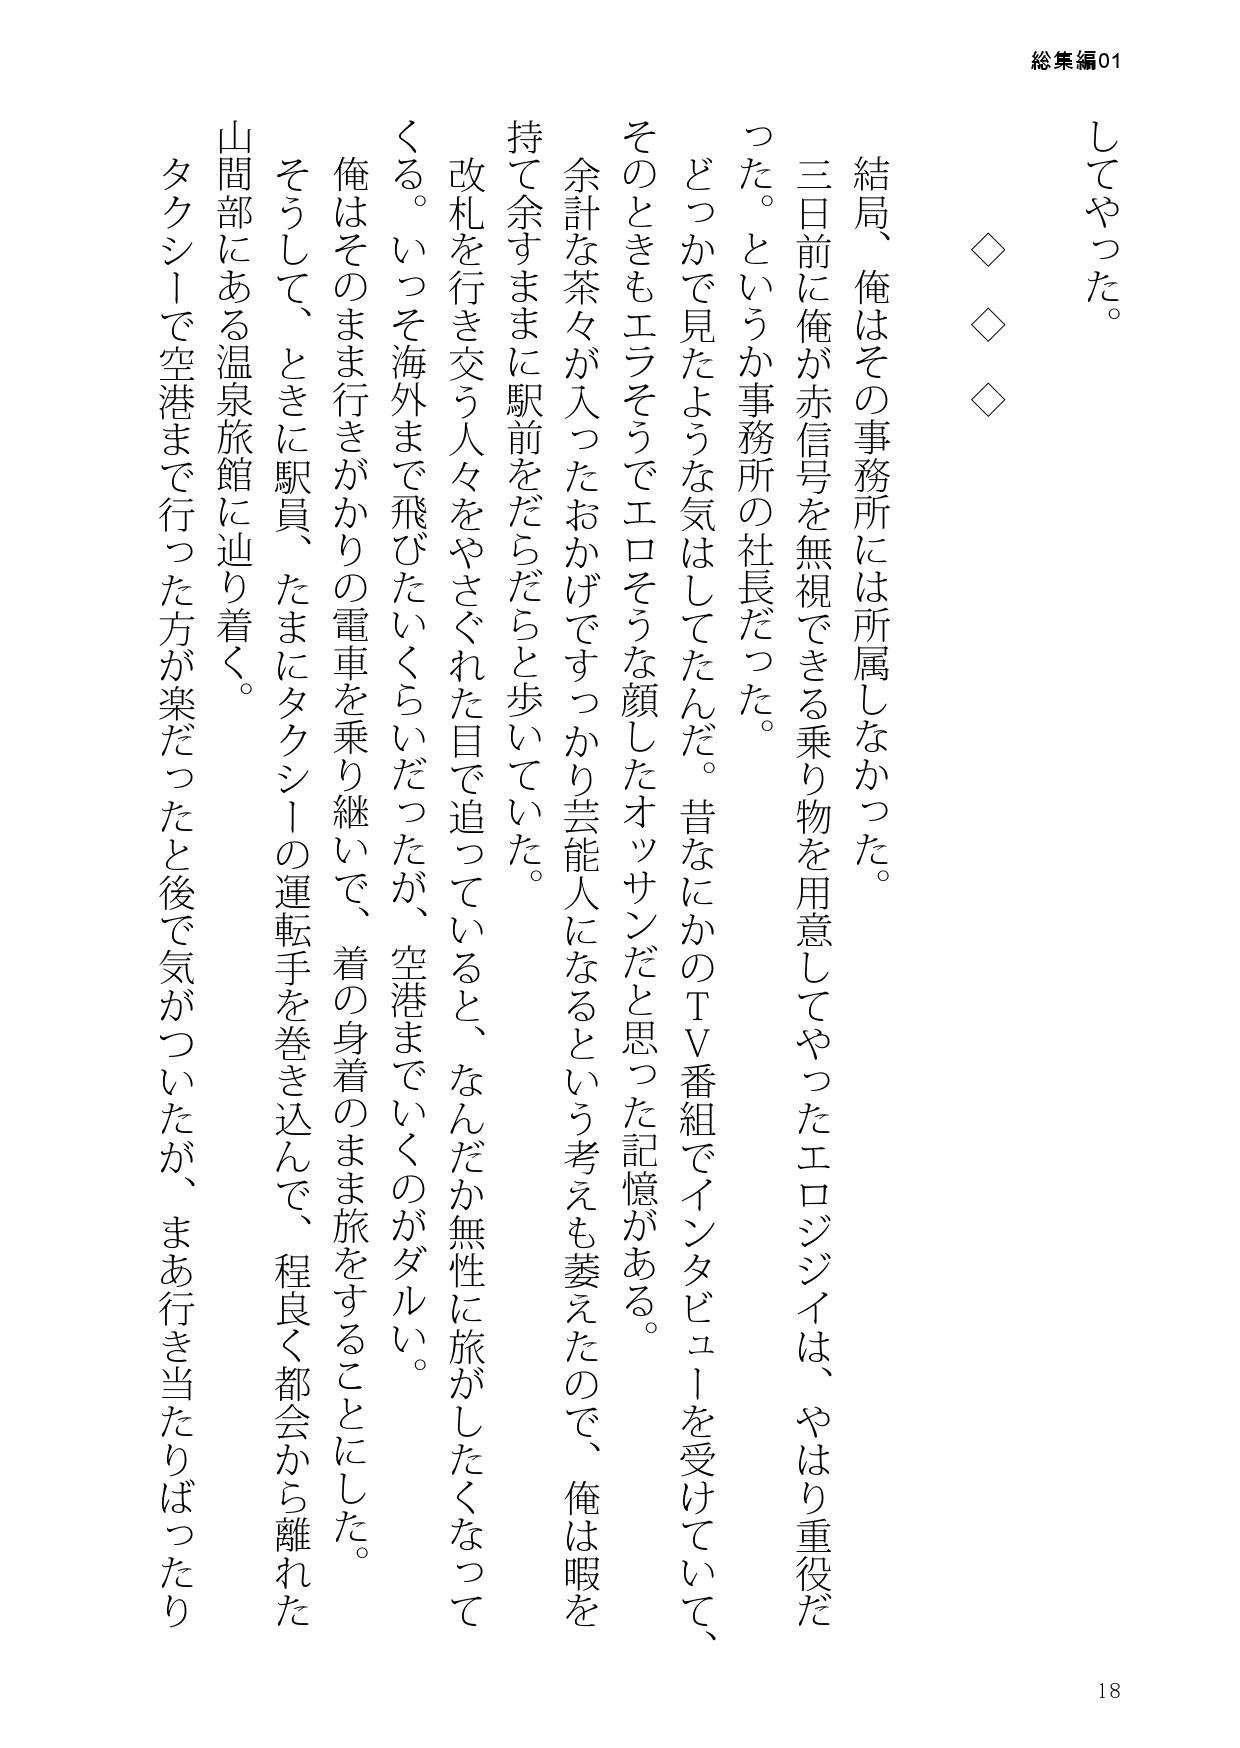 総集編01
してやった。
◇　◇　◇
結局、俺はその事務所には所属しなかった。
三日前に俺が赤信号を無視できる乗り物を用意してやったエロジジイは、やはり重役だ
った。というか事務所の社長だった。
どっかで見たような気はしてたんだ。昔なにかのＴＶ番組でインタビューを受けていて、
そのときもエラそうでエロそうな顔したオッサンだと思った記憶がある。
余計な茶々が入ったおかげですっかり芸能人になるという考えも萎えたので、俺は暇を
持て余すままに駅前をだらだらと歩いていた。
改札を行き交う人々をやさぐれた目で追っていると、なんだか無性に旅がしたくなって
くる。いっそ海外まで飛びたいくらいだったが、空港までいくのがダルい。
俺はそのまま行きがかりの電車を乗り継いで、着の身着のまま旅をすることにした。
そうして、ときに駅員、たまにタクシーの運転手を巻き込んで、程良く都会から離れた
山間部にある温泉旅館に辿り着く。
タクシーで空港まで行った方が楽だったと後で気がついたが、まあ行き当たりばったり
18